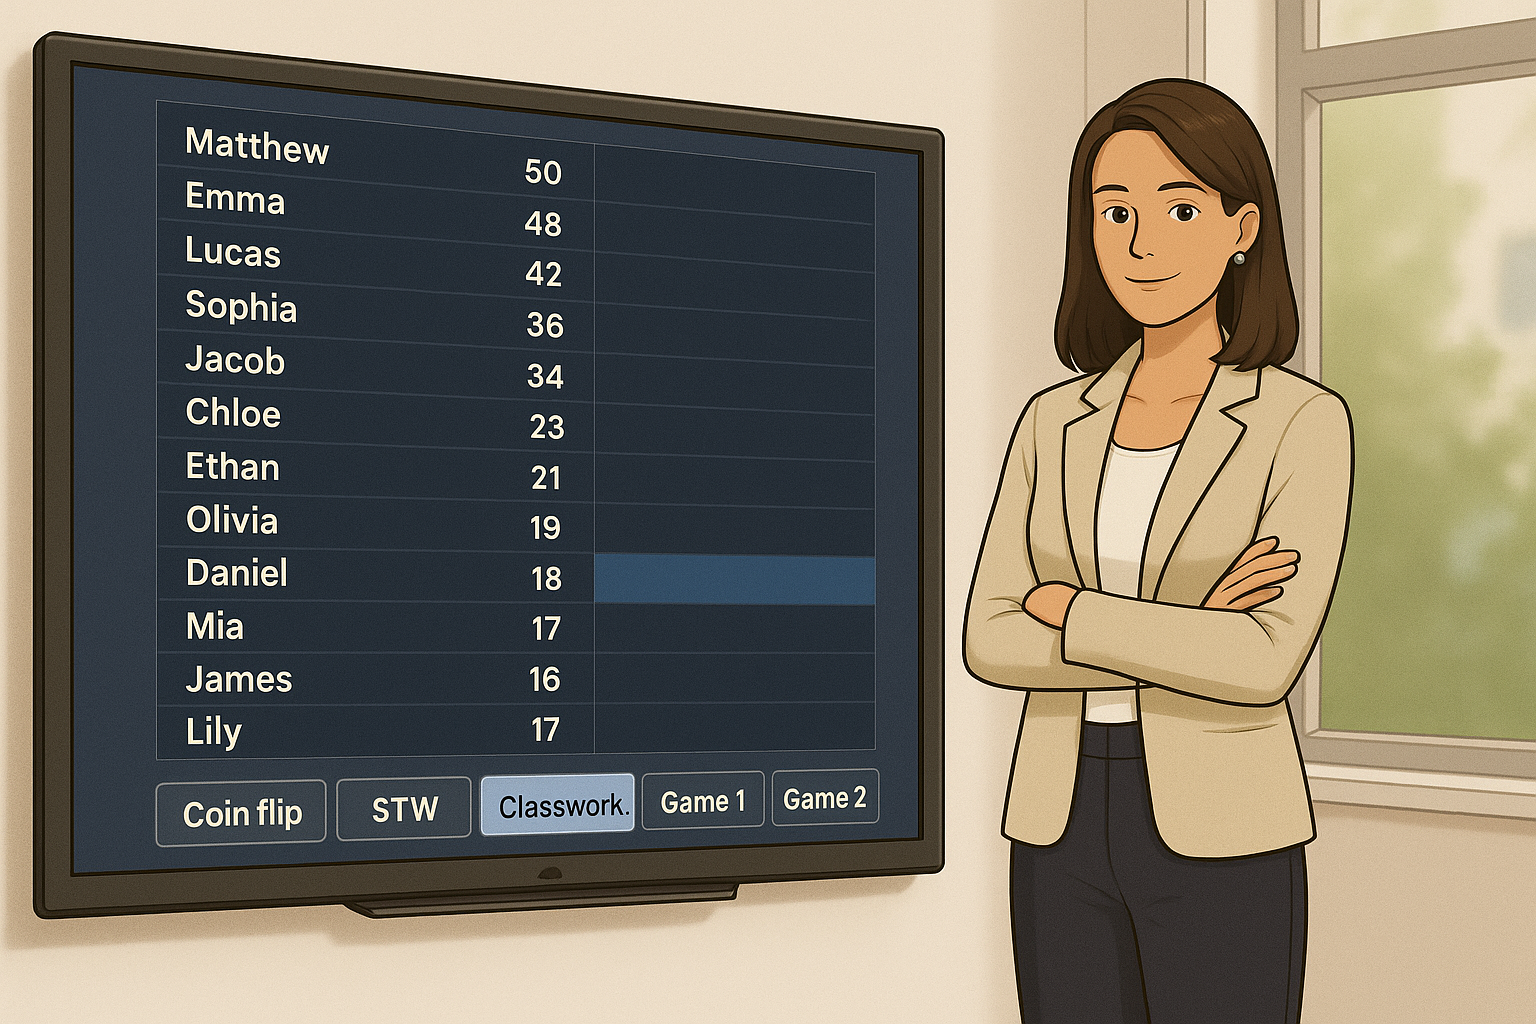 Matthew 50
Emma 48
Lucas 42
Sophia 36
Jacob 34
Chloe 23
Ethan 21
Olivia 19
Daniel 18
Mia 17
James 16
Lily 17
Coin flip STW Classwork. Game 1 Game 2